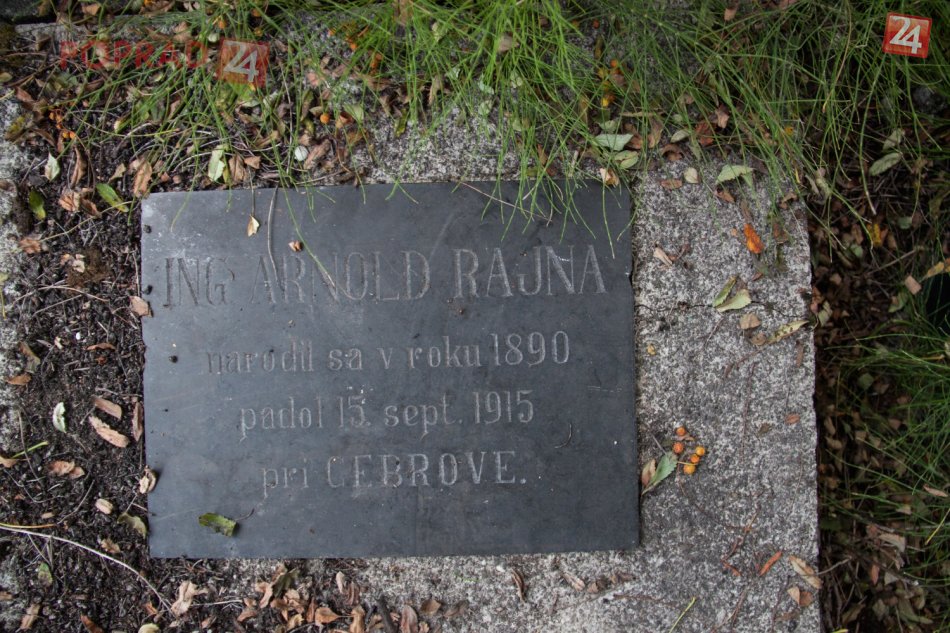 POPRAD 24
24
ING ARNOLD RAJNA
narodil sa v roku 1890
padol 15. sept. 1915
pri CEBROVE.